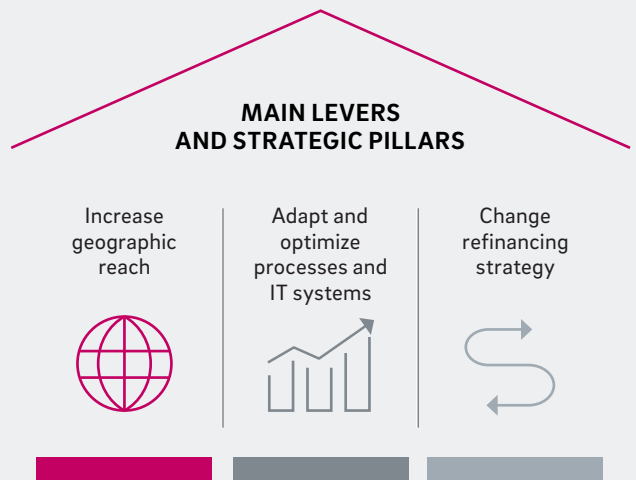 MAIN LEVERS
AND STRATEGIC PILLARS
Increase
geographic
reach
Adapt and
optimize
processes and
IT systems
Change
refinancing
strategy